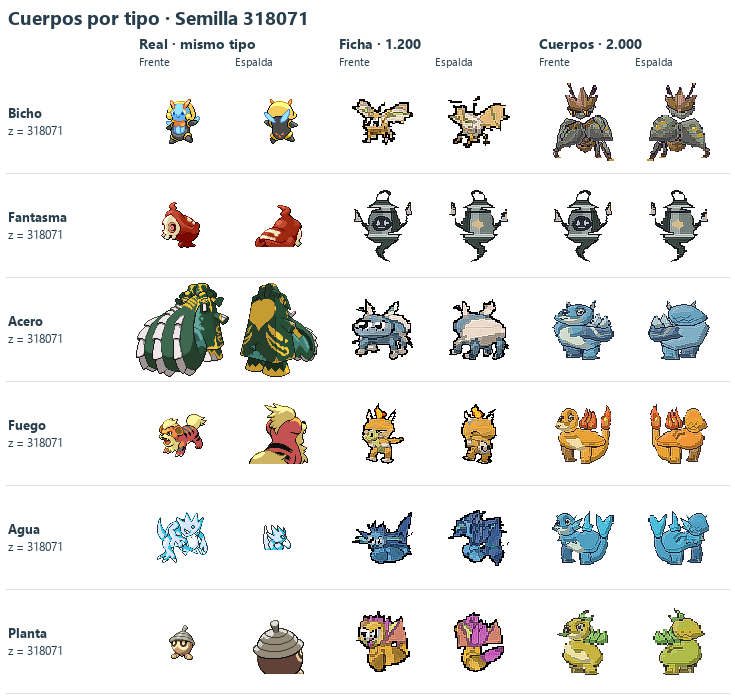 Cuerpos por tipo · Semilla 318071
Real · mismo tipo Ficha · 1.200 Cuerpos · 2.000
Frente Espalda Frente Espalda Frente Espalda
Bicho
z = 318071
Fantasma
z = 318071
Acero
z = 318071
Fuego
z = 318071
Agua
z = 318071
Planta
z = 318071